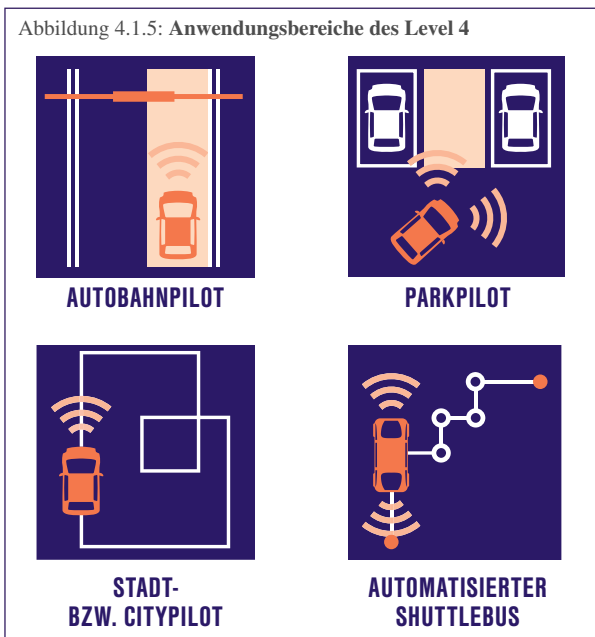 Abbildung 4.1.5: Anwendungsbereiche des Level 4
AUTOBAHNPILOT
PARKPILOT
STADT-
BZW. CITYPILOT
AUTOMATISIERTER
SHUTTLEBUS